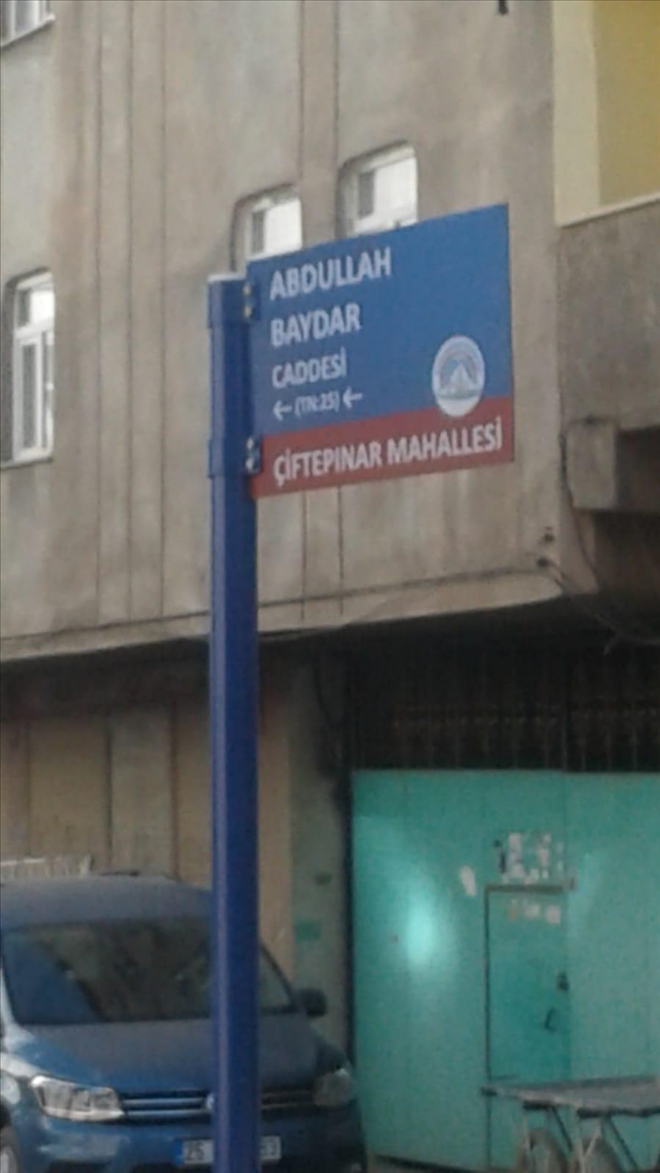 ABDULLAH
BAYDAR
CADDESİ
← (TN:25) ←
ÇİFTEPINAR MAHALLESİ